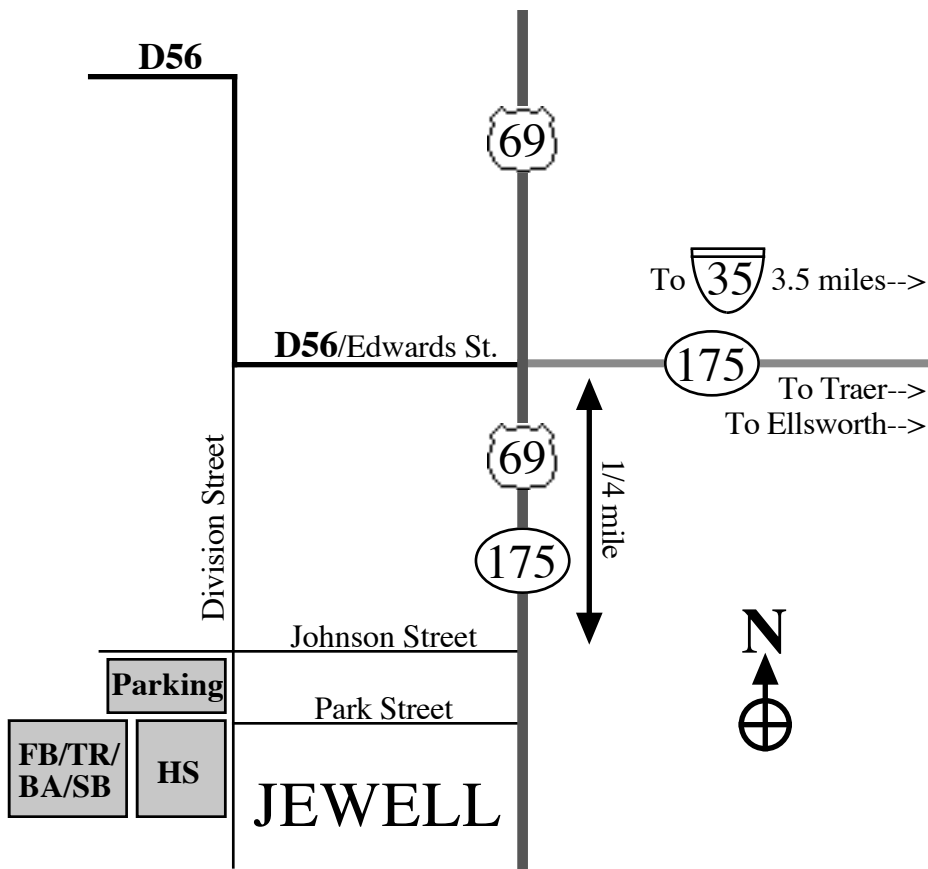 D56
69
To 35 3.5 miles-->
D56/Edwards St.
175
To Traer-->
To Ellsworth-->
69
1/4 mile
175
Division Street
Johnson Street
N
Parking
Park Street
FB/TR/
BA/SB
HS
JEWELL